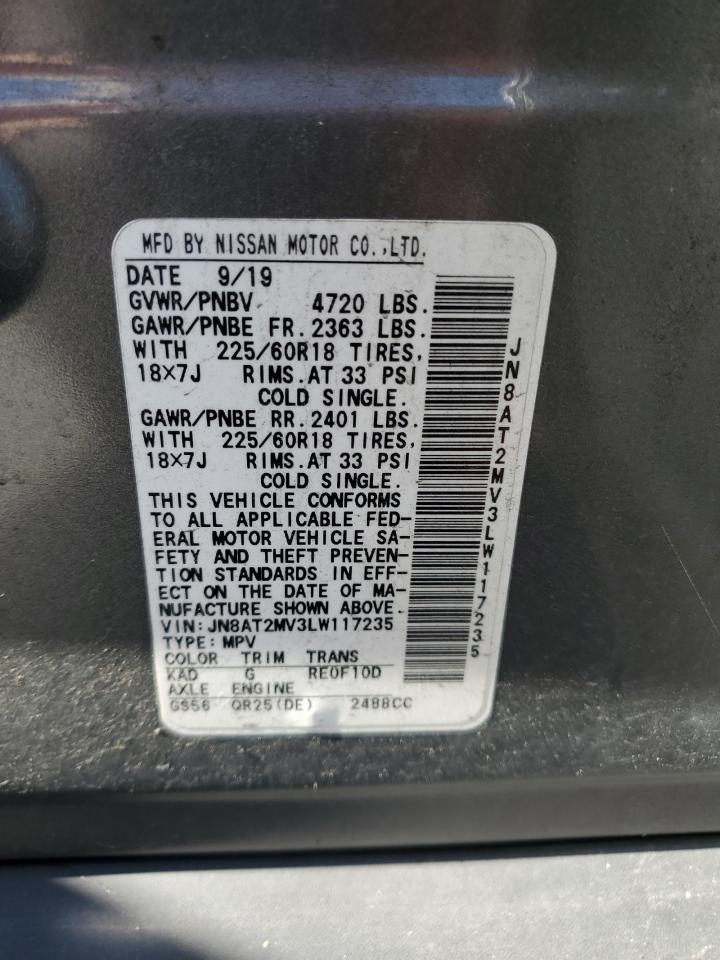 MFD BY NISSAN MOTOR CO.,LTD.
DATE 9/19
GVWR/PNBV 4720 LBS.
GAWR/PNBE FR. 2363 LBS.
WITH 225/60R18 TIRES,
18×7J RIMS.AT 33 PSI
COLD SINGLE.
GAWR/PNBE RR. 2401 LBS.
WITH 225/60R18 TIRES,
18×7J RIMS.AT 33 PSI
COLD SINGLE.
THIS VEHICLE CONFORMS
TO ALL APPLICABLE FED-
ERAL MOTOR VEHICLE SA-
FETY AND THEFT PREVEN-
TION STANDARDS IN EFF-
ECT ON THE DATE OF MA-
NUFACTURE SHOWN ABOVE.
VIN:JN8AT2MV3LW117235
TYPE:MPV
COLOR TRIM TRANS
KAD G RE0F10D
AXLE ENGINE
GS56 QR25(DE) 2488CC
JN8AT2MV3LW117235